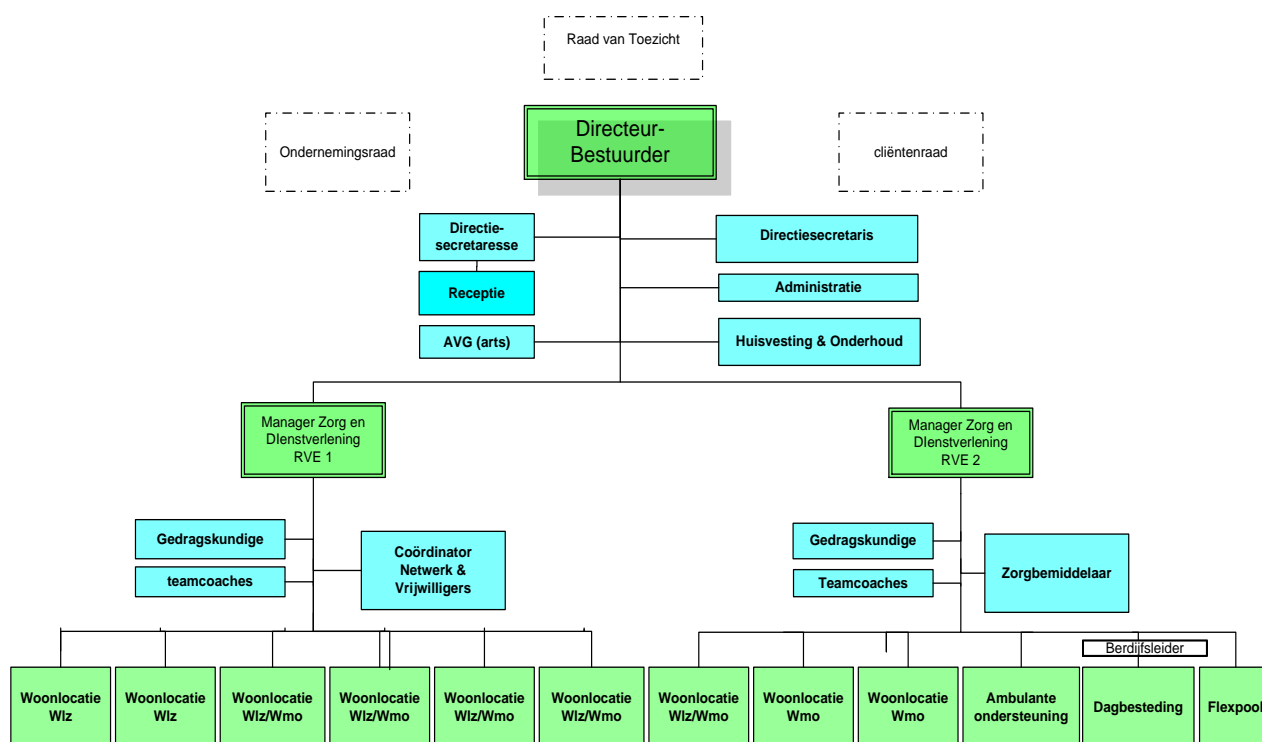 Raad van Toezicht
Directeur-
Bestuurder
Ondernemingsraad
cliëntenraad
Directie-
secretaresse
Directiesecretaris
Receptie
Administratie
AVG (arts)
Huisvesting & Onderhoud
Manager Zorg en
DIenstverlening
RVE 1
Manager Zorg en
DIenstverlening
RVE 2
Gedragskundige
teamcoaches
Coördinator
Netwerk &
Vrijwilligers
Gedragskundige
Teamcoaches
Zorgbemiddelaar
Berdijfsleider
Woonlocatie
Wlz
Woonlocatie
Wlz
Woonlocatie
Wlz/Wmo
Woonlocatie
Wlz/Wmo
Woonlocatie
Wlz/Wmo
Woonlocatie
Wlz/Wmo
Woonlocatie
Wlz/Wmo
Woonlocatie
Wmo
Woonlocatie
Wmo
Ambulante
ondersteuning
Dagbesteding
Flexpool